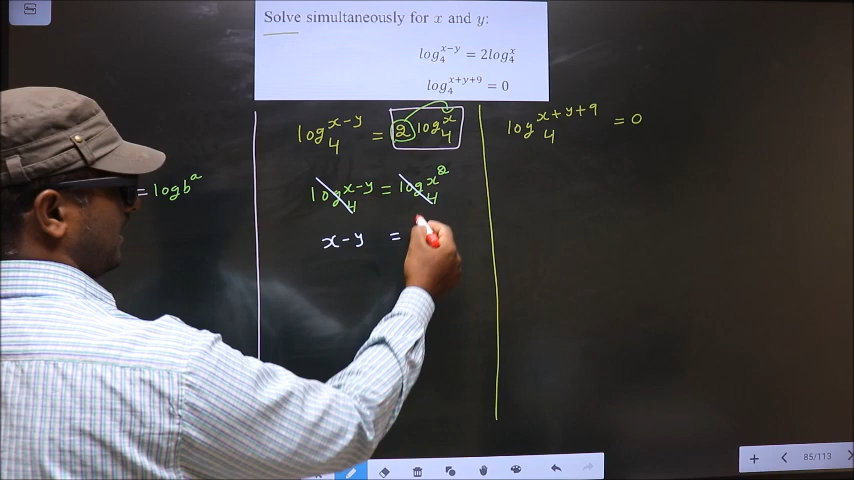 Solve simultaneously for x and y:
log₄^(x-y) = 2log₄^x
log₄^(x+y+9) = 0
= log b^a
log₄^(x-y) = 2 log₄^x
log₄^(x-y) = log₄^(x²)
x-y =
log₄^(x+y+9) = 0
85/113